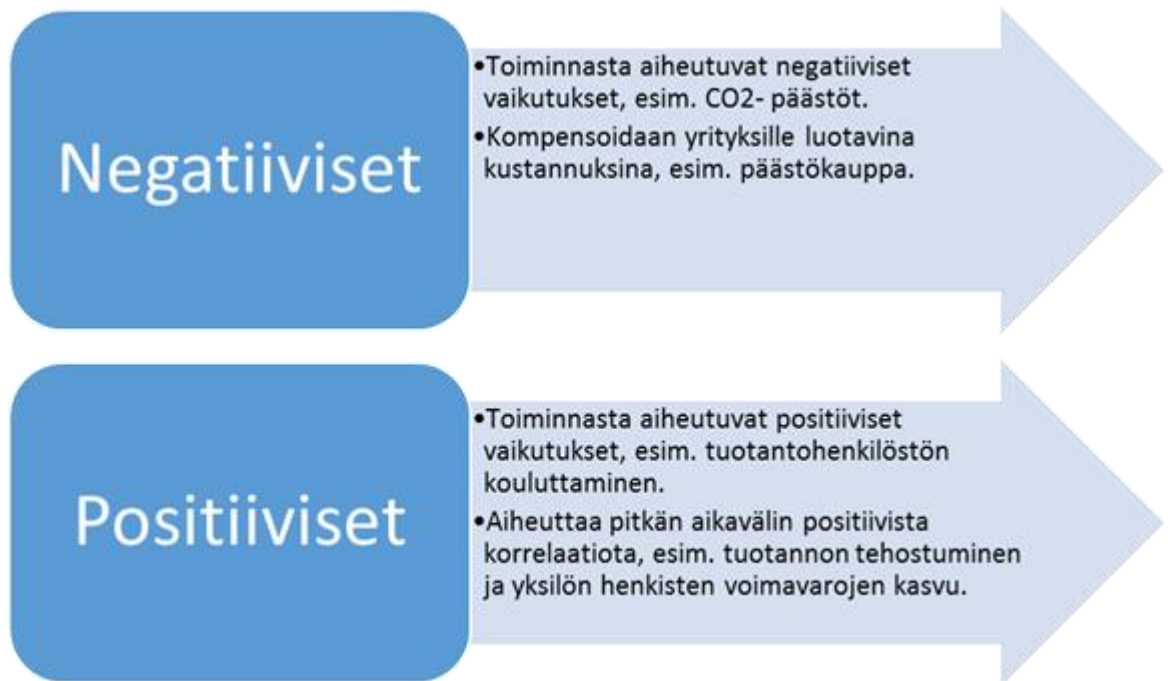 Negatiiviset
•Toiminnasta aiheutuvat negatiiviset
vaikutukset, esim. CO2- päästöt.
•Kompensoidaan yrityksille luotavina
kustannuksina, esim. päästökauppa.
Positiiviset
•Toiminnasta aiheutuvat positiiviset
vaikutukset, esim. tuotantohenkilöstön
kouluttaminen.
•Aiheuttaa pitkän aikavälin positiivista
korrelaatiota, esim. tuotannon tehostuminen
ja yksilön henkisten voimavarojen kasvu.